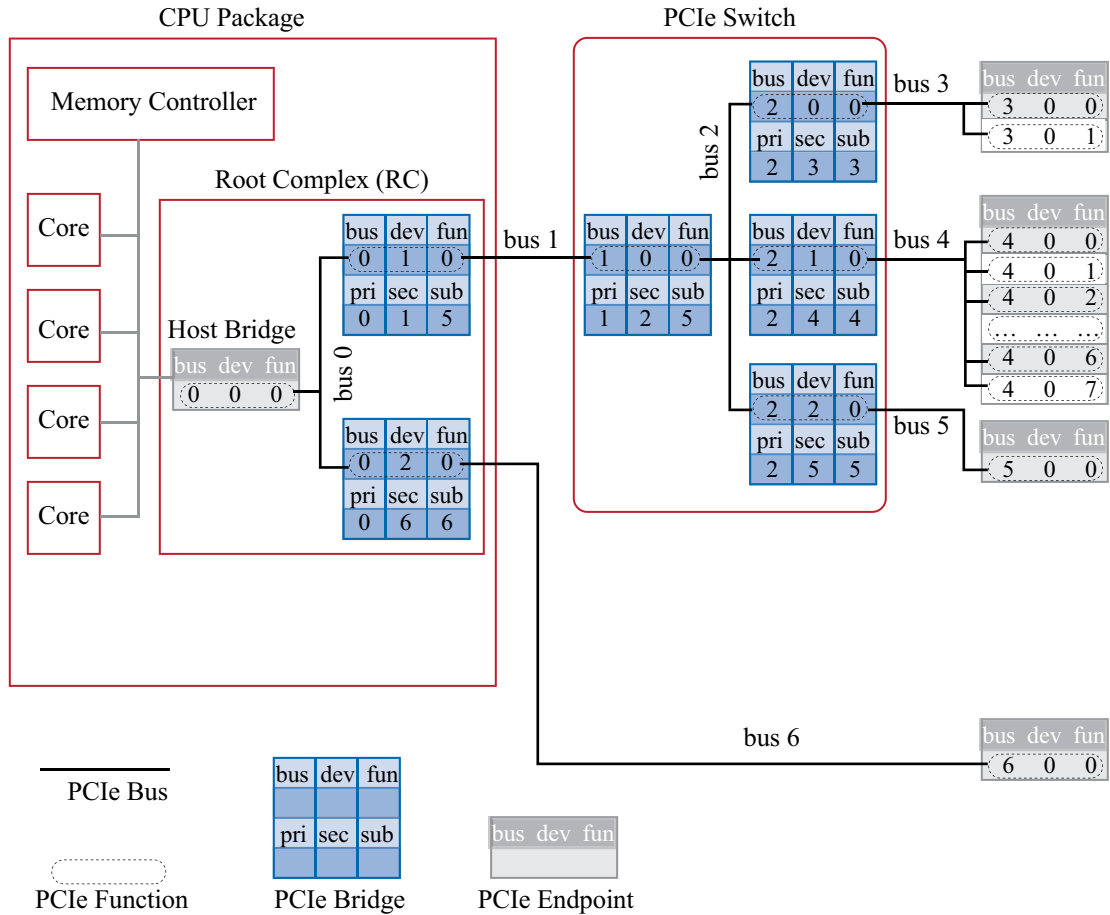 CPU Package
PCIe Switch
Memory Controller
Root Complex (RC)
Core
Core
Core
Core
Host Bridge
bus dev fun
0 0 0
bus 0
bus dev fun
0 1 0
pri sec sub
0 1 5
bus dev fun
0 2 0
pri sec sub
0 6 6
bus 1
bus dev fun
1 0 0
pri sec sub
1 2 5
bus 2
bus dev fun
2 0 0
pri sec sub
2 3 3
bus dev fun
2 1 0
pri sec sub
2 4 4
bus dev fun
2 2 0
pri sec sub
2 5 5
bus 3
bus dev fun
3 0 0
3 0 1
bus 4
bus dev fun
4 0 0
4 0 1
4 0 2
... ... ...
4 0 6
4 0 7
bus 5
bus dev fun
5 0 0
bus 6
bus dev fun
6 0 0
PCIe Bus
PCIe Function
bus dev fun
pri sec sub
PCIe Bridge
bus dev fun
PCIe Endpoint